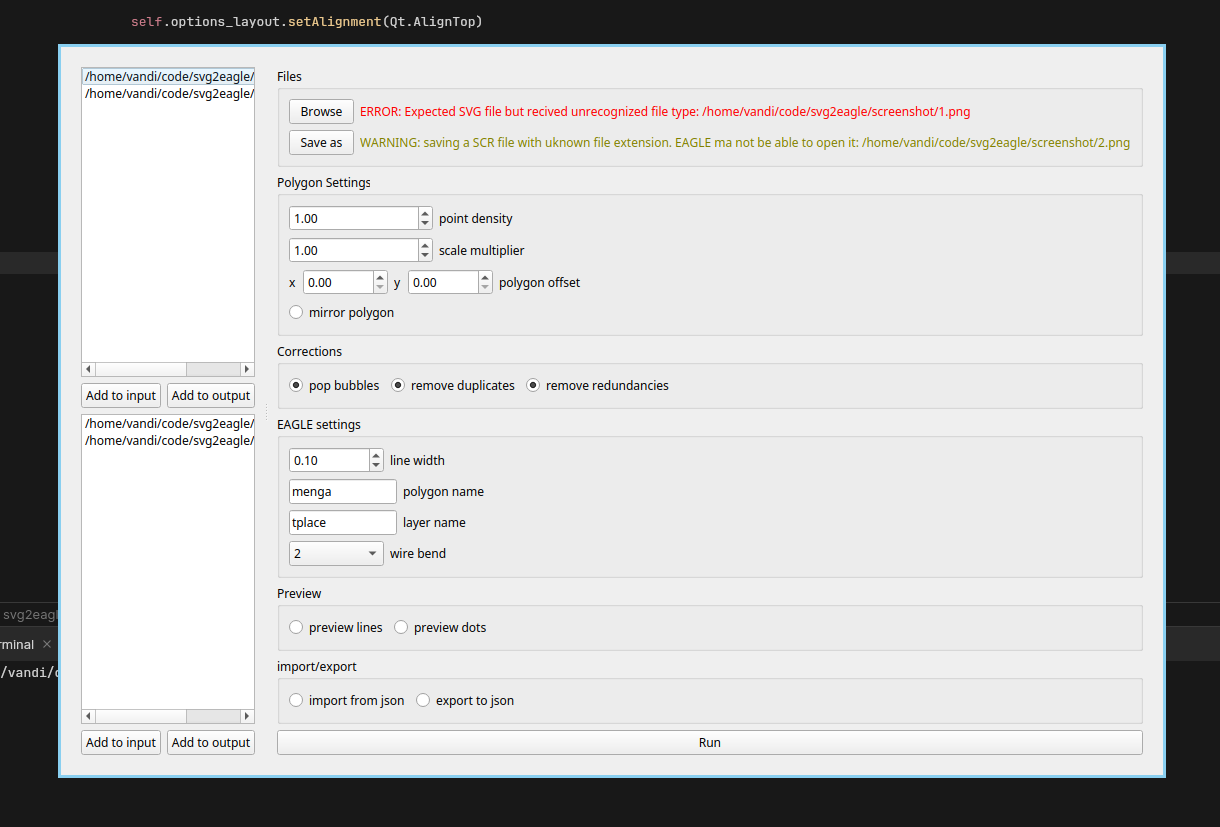 self.options_layout.setAlignment(Qt.AlignTop)
/home/vandi/code/svg2eagle/
/home/vandi/code/svg2eagle/
Add to input Add to output
/home/vandi/code/svg2eagle/
/home/vandi/code/svg2eagle/
Add to input Add to output
Files
Browse ERROR: Expected SVG file but recived unrecognized file type: /home/vandi/code/svg2eagle/screenshot/1.png
Save as WARNING: saving a SCR file with uknown file extension. EAGLE ma not be able to open it: /home/vandi/code/svg2eagle/screenshot/2.png
Polygon Settings
1.00 point density
1.00 scale multiplier
x 0.00 y 0.00 polygon offset
mirror polygon
Corrections
pop bubbles remove duplicates remove redundancies
EAGLE settings
0.10 line width
menga polygon name
tplace layer name
2 wire bend
Preview
preview lines preview dots
import/export
import from json export to json
Run
svg2eagl
rminal ×
/vandi/c